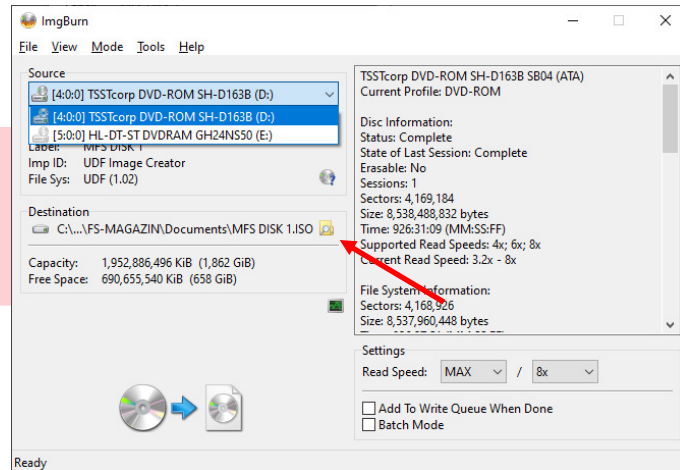 ImgBurn
File View Mode Tools Help
Source
[4:0:0] TSSTcorp DVD-ROM SH-D163B (D:)
[4:0:0] TSSTcorp DVD-ROM SH-D163B (D:)
[5:0:0] HL-DT-ST DVDRAM GH24NS50 (E:)
Label: MFS DISK 1
Imp ID: UDF Image Creator
File Sys: UDF (1.02)
Destination
C:\...\FS-MAGAZIN\Documents\MFS DISK 1.ISO
Capacity: 1,952,886,496 KiB (1,862 GiB)
Free Space: 690,655,540 KiB (658 GiB)
TSSTcorp DVD-ROM SH-D163B SB04 (ATA)
Current Profile: DVD-ROM
Disc Information:
Status: Complete
State of Last Session: Complete
Erasable: No
Sessions: 1
Sectors: 4,169,184
Size: 8,538,488,832 bytes
Time: 926:31:09 (MM:SS:FF)
Supported Read Speeds: 4x; 6x; 8x
Current Read Speed: 3.2x - 8x
File System Information:
Sectors: 4,168,926
Size: 8,537,960,448 bytes
Settings
Read Speed: MAX / 8x
Add To Write Queue When Done
Batch Mode
Ready